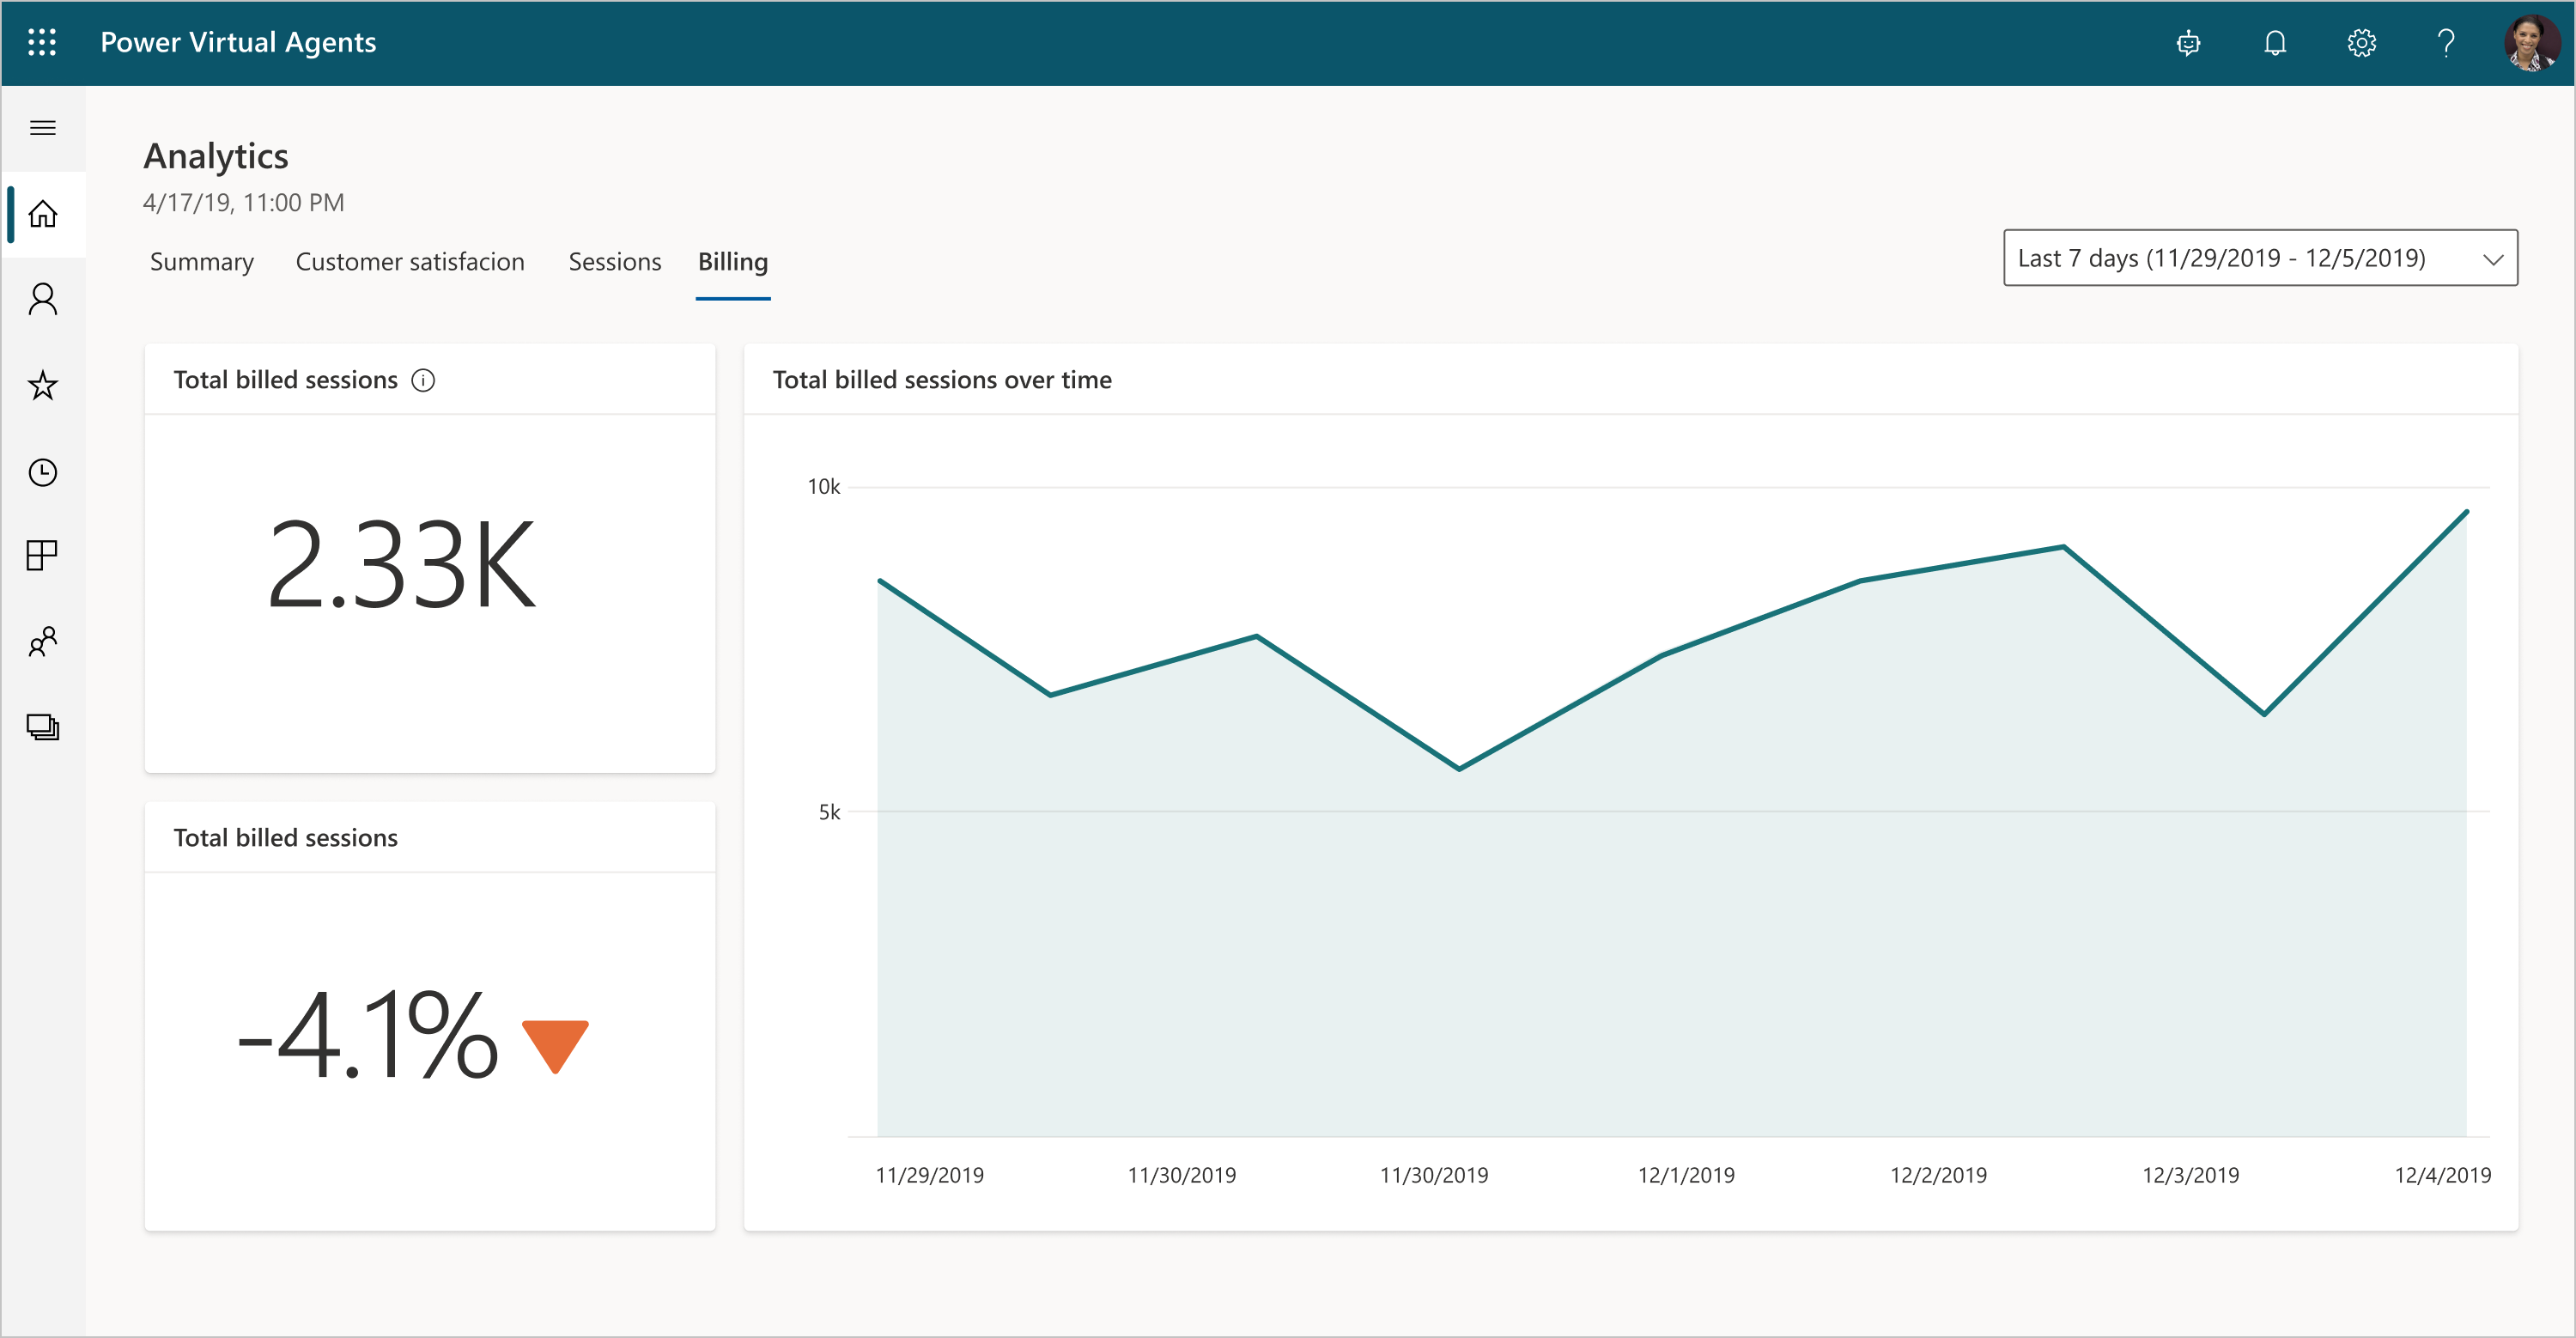 Power Virtual Agents
Analytics
4/17/19, 11:00 PM
Summary Customer satisfacion Sessions Billing
Last 7 days (11/29/2019 - 12/5/2019)
Total billed sessions
2.33K
Total billed sessions
-4.1%
Total billed sessions over time
10k
5k
11/29/2019 11/30/2019 11/30/2019 12/1/2019 12/2/2019 12/3/2019 12/4/2019